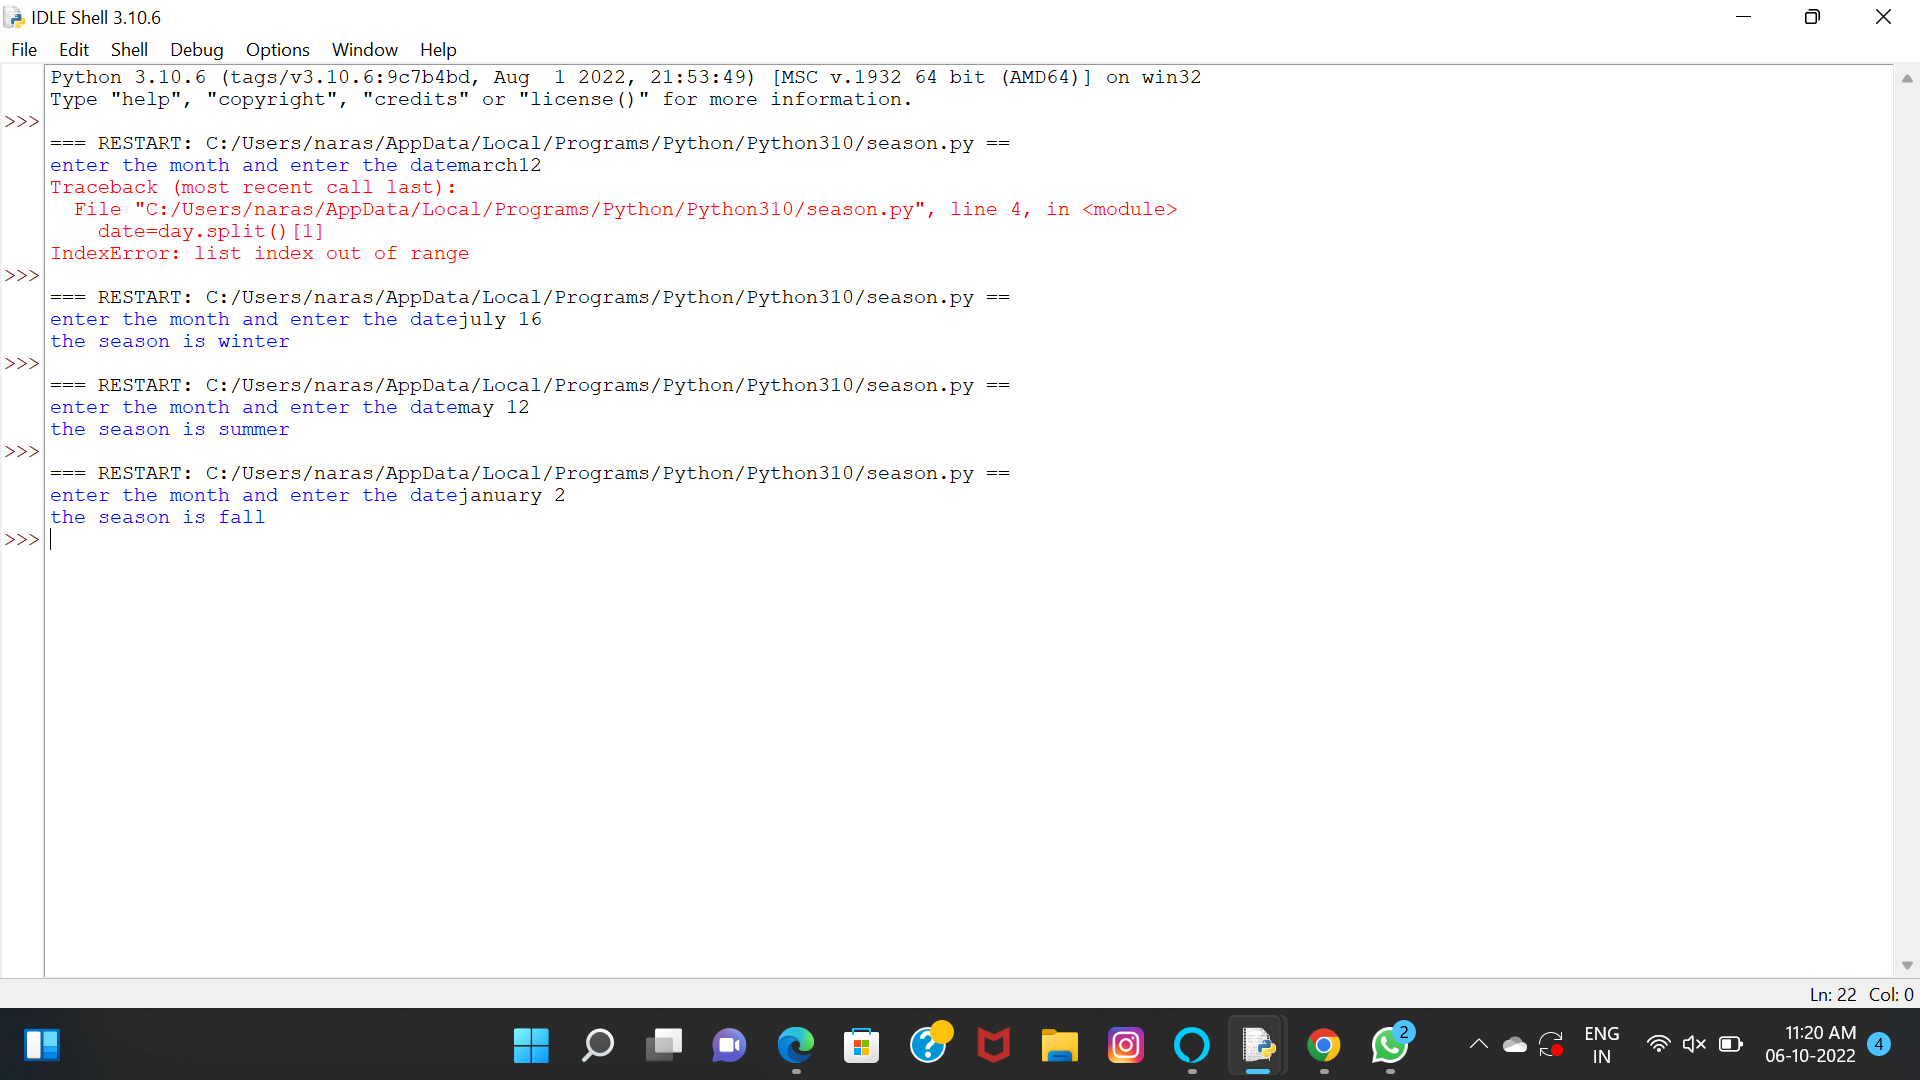 IDLE Shell 3.10.6
File Edit Shell Debug Options Window Help
Python 3.10.6 (tags/v3.10.6:9c7b4bd, Aug  1 2022, 21:53:49) [MSC v.1932 64 bit (AMD64)] on win32
Type "help", "copyright", "credits" or "license()" for more information.
>>>
=== RESTART: C:/Users/naras/AppData/Local/Programs/Python/Python310/season.py ==
enter the month and enter the datemarch12
Traceback (most recent call last):
  File "C:/Users/naras/AppData/Local/Programs/Python/Python310/season.py", line 4, in <module>
    date=day.split()[1]
IndexError: list index out of range
>>>
=== RESTART: C:/Users/naras/AppData/Local/Programs/Python/Python310/season.py ==
enter the month and enter the datejuly 16
the season is winter
>>>
=== RESTART: C:/Users/naras/AppData/Local/Programs/Python/Python310/season.py ==
enter the month and enter the datemay 12
the season is summer
>>>
=== RESTART: C:/Users/naras/AppData/Local/Programs/Python/Python310/season.py ==
enter the month and enter the datejanuary 2
the season is fall
>>>
Ln: 22 Col: 0
2
ENG
IN
11:20 AM
06-10-2022
4